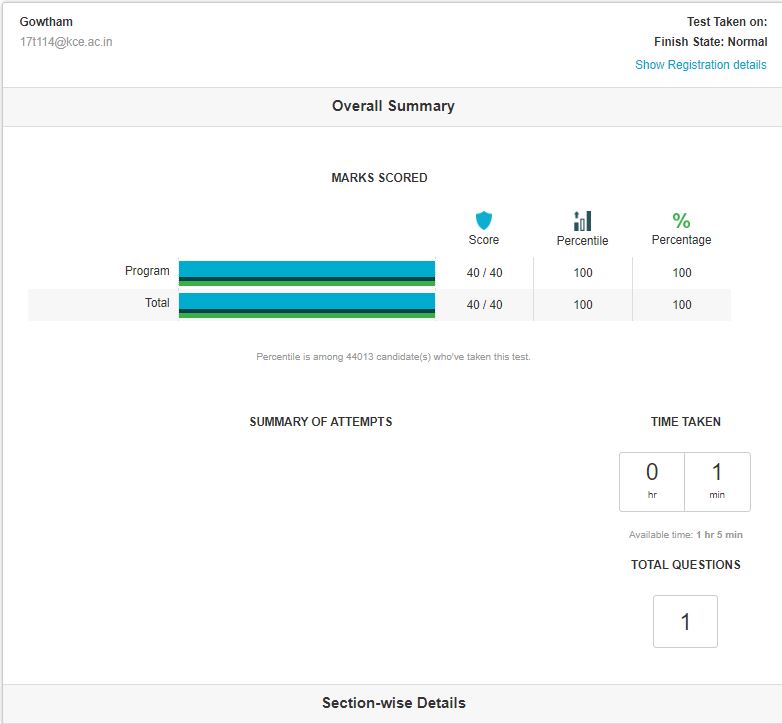 Gowtham
Test Taken on:
17t114@kce.ac.in
Finish State: Normal
Show Registration details
Overall Summary
MARKS SCORED
Score
Percentile
%
Percentage
Program 40 / 40 100 100
Total 40 / 40 100 100
Percentile is among 44013 candidate(s) who've taken this test.
SUMMARY OF ATTEMPTS
TIME TAKEN
0 1
hr min
Available time: 1 hr 5 min
TOTAL QUESTIONS
1
Section-wise Details